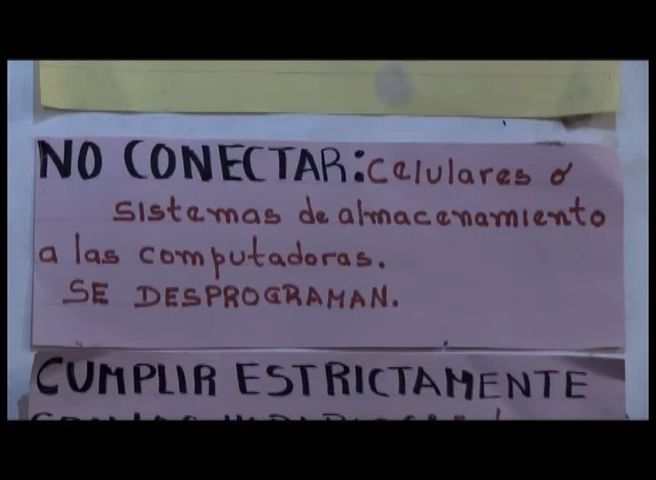 NO CONECTAR: Celulares o
sistemas de almacenamiento
a las computadoras.
SE DESPROGRAMAN.
CUMPLIR ESTRICTAMENTE